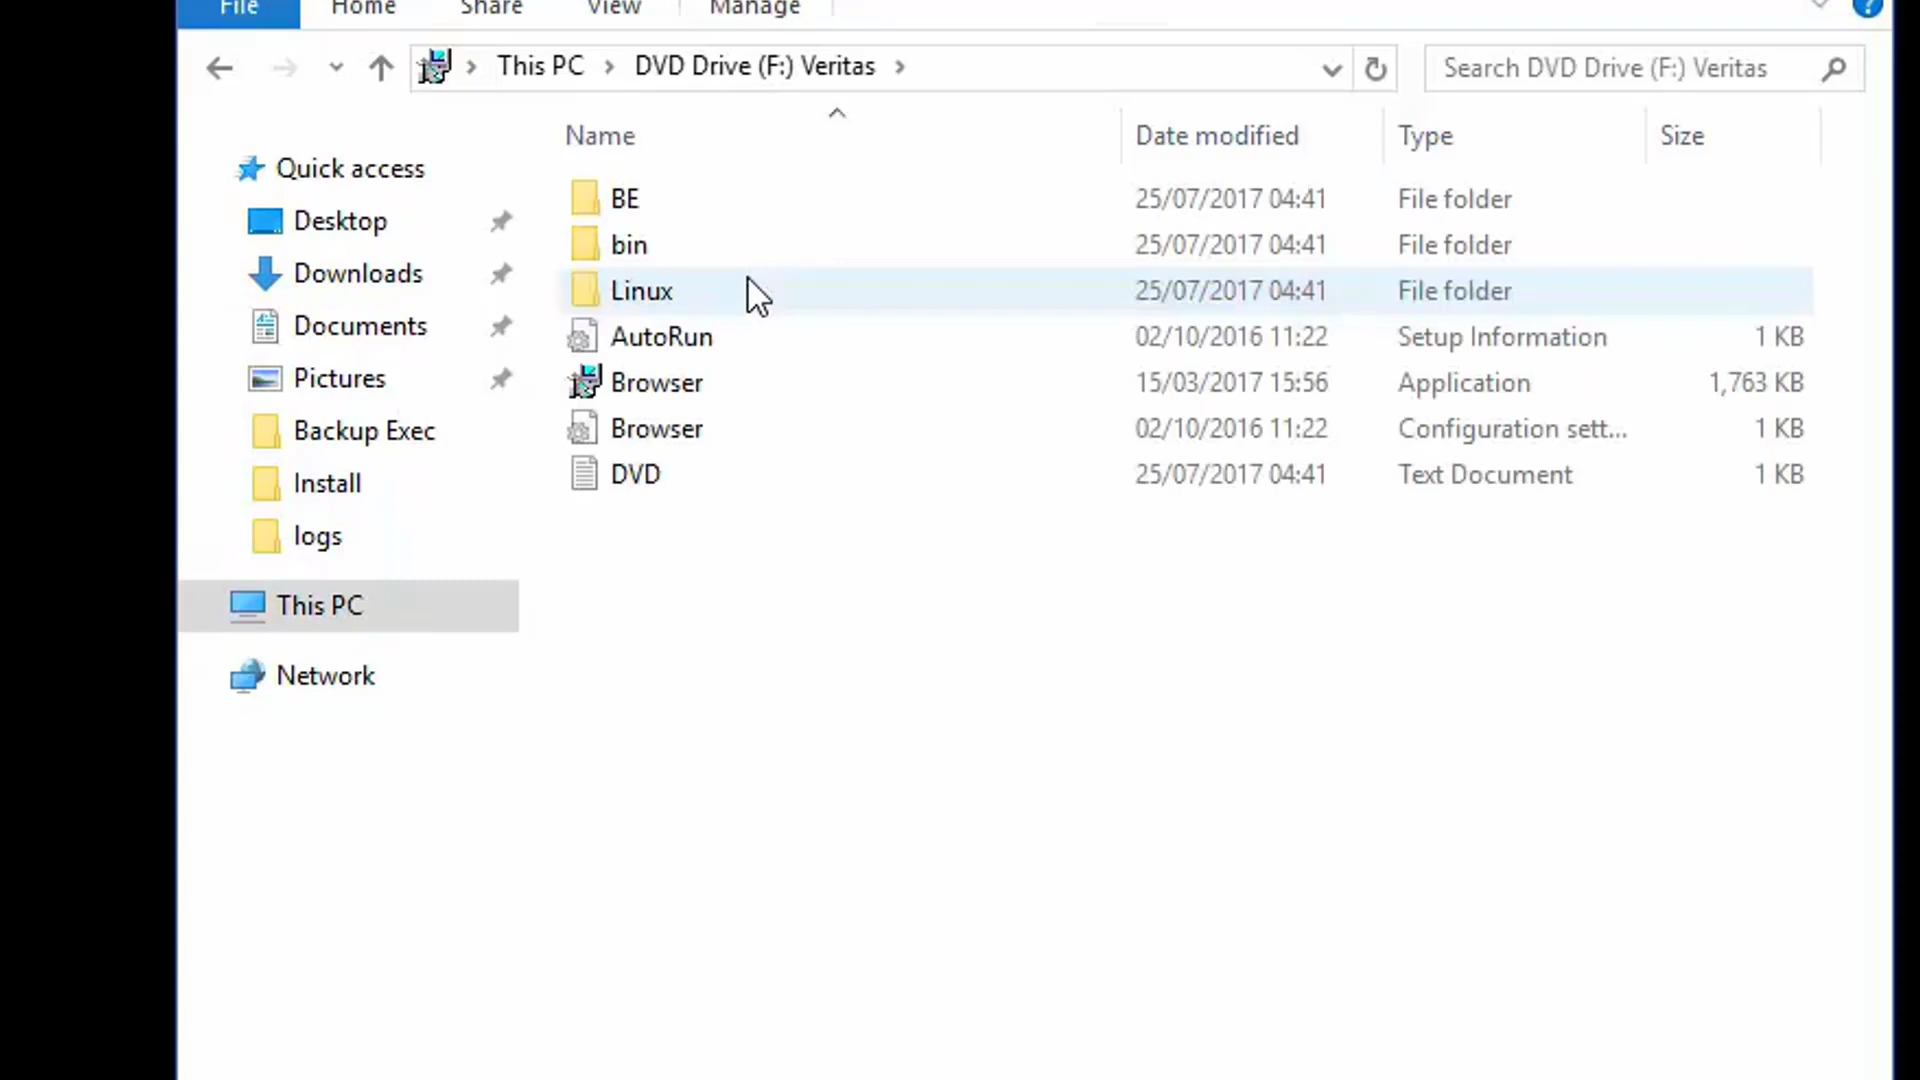 File Home Share View Manage
This PC DVD Drive (F:) Veritas Search DVD Drive (F:) Veritas
Name Date modified Type Size
Quick access
Desktop
Downloads
Documents
Pictures
Backup Exec
Install
logs
This PC
Network
BE 25/07/2017 04:41 File folder
bin 25/07/2017 04:41 File folder
Linux 25/07/2017 04:41 File folder
AutoRun 02/10/2016 11:22 Setup Information 1 KB
Browser 15/03/2017 15:56 Application 1,763 KB
Browser 02/10/2016 11:22 Configuration sett... 1 KB
DVD 25/07/2017 04:41 Text Document 1 KB